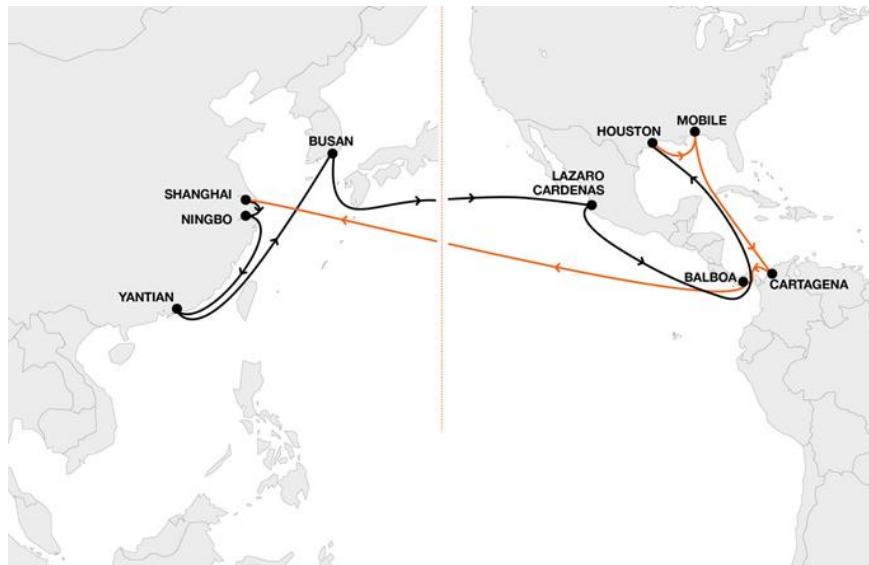 MOBILE
HOUSTON
BUSAN
LAZARO
CARDENAS
SHANGHAI
NINGBO
BALBOA
CARTAGENA
YANTIAN